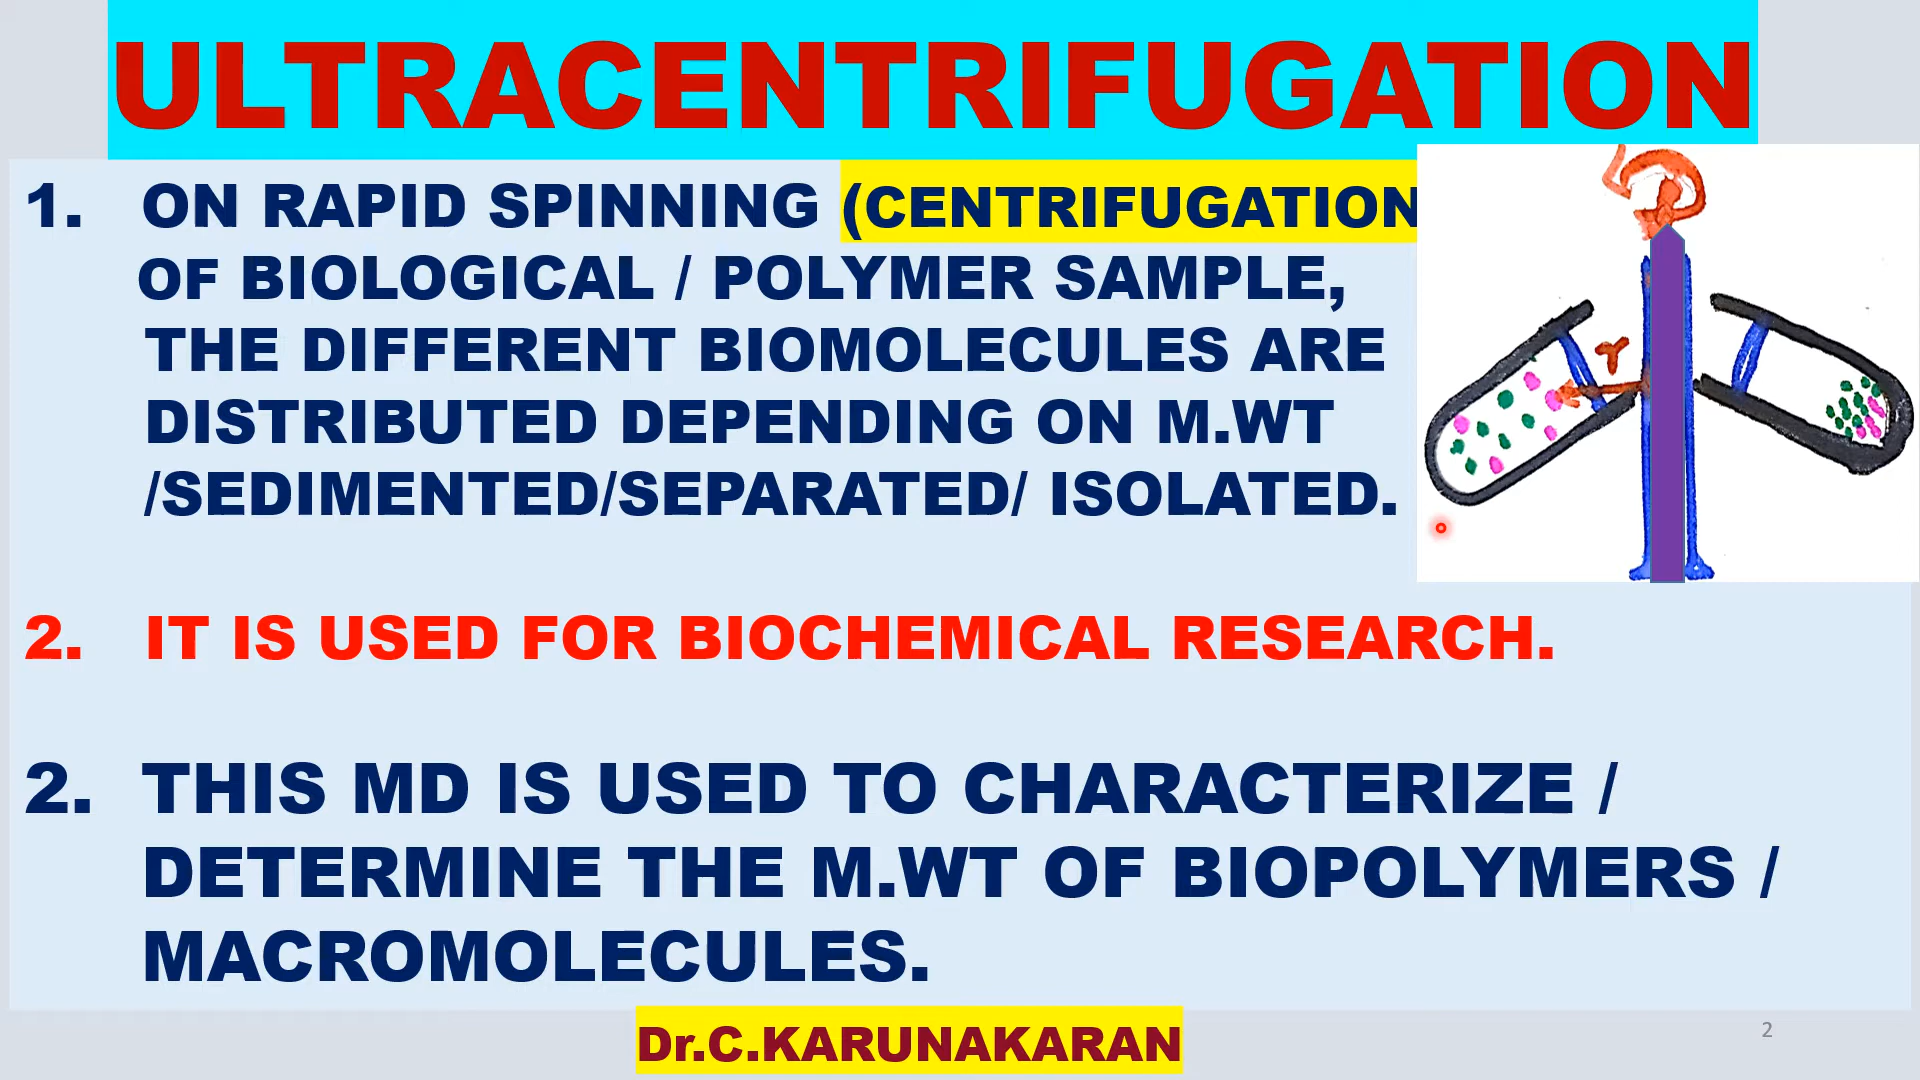 ULTRACENTRIFUGATION
1. ON RAPID SPINNING (CENTRIFUGATION
OF BIOLOGICAL / POLYMER SAMPLE,
THE DIFFERENT BIOMOLECULES ARE
DISTRIBUTED DEPENDING ON M.WT
/SEDIMENTED/SEPARATED/ ISOLATED.
r
2. IT IS USED FOR BIOCHEMICAL RESEARCH.
2. THIS MD IS USED TO CHARACTERIZE /
DETERMINE THE M.WT OF BIOPOLYMERS /
MACROMOLECULES.
Dr.C.KARUNAKARAN
2